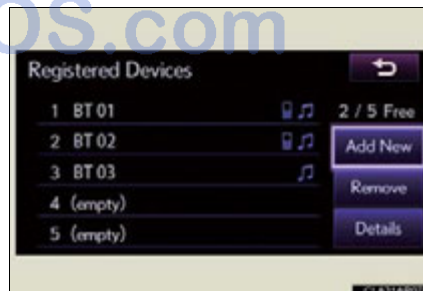 OS.com
Registered Devices
1 BT 01
2 / 5 Free
2 BT 02
Add New
3 BT 03
Remove
4 (empty)
5 (empty)
Details